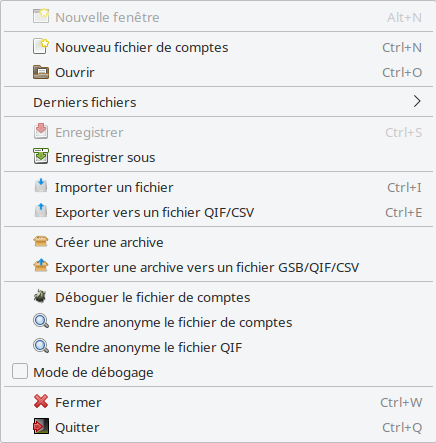 Nouvelle fenêtre Alt+N
Nouveau fichier de comptes Ctrl+N
Ouvrir Ctrl+O
Derniers fichiers
Enregistrer Ctrl+S
Enregistrer sous
Importer un fichier Ctrl+I
Exporter vers un fichier QIF/CSV Ctrl+E
Créer une archive
Exporter une archive vers un fichier GSB/QIF/CSV
Déboguer le fichier de comptes
Rendre anonyme le fichier de comptes
Rendre anonyme le fichier QIF
Mode de débogage
Fermer Ctrl+W
Quitter Ctrl+Q